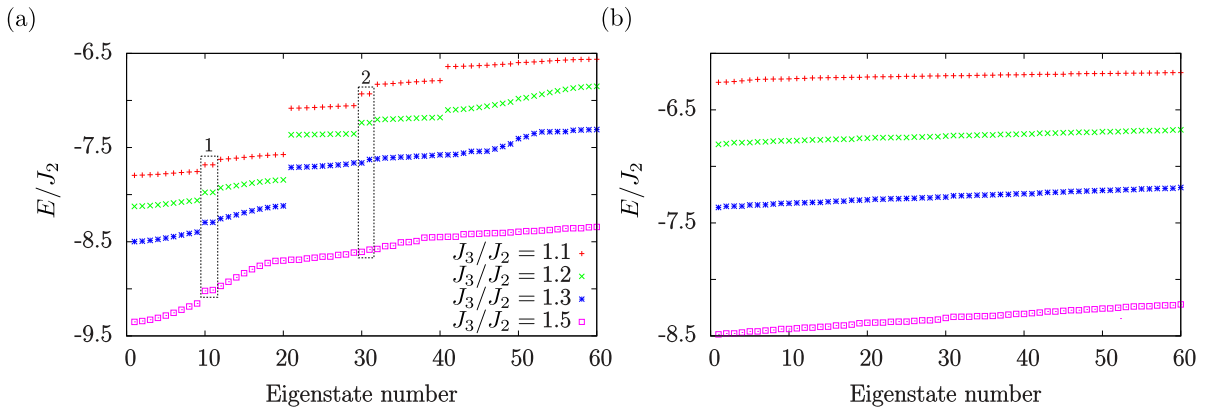 (a)
E/J₂
-6.5
-7.5
-8.5
-9.5
1
2
J₃/J₂ = 1.1
J₃/J₂ = 1.2
J₃/J₂ = 1.3
J₃/J₂ = 1.5
0 10 20 30 40 50 60
Eigenstate number
(b)
E/J₂
-6.5
-7.5
-8.5
0 10 20 30 40 50 60
Eigenstate number